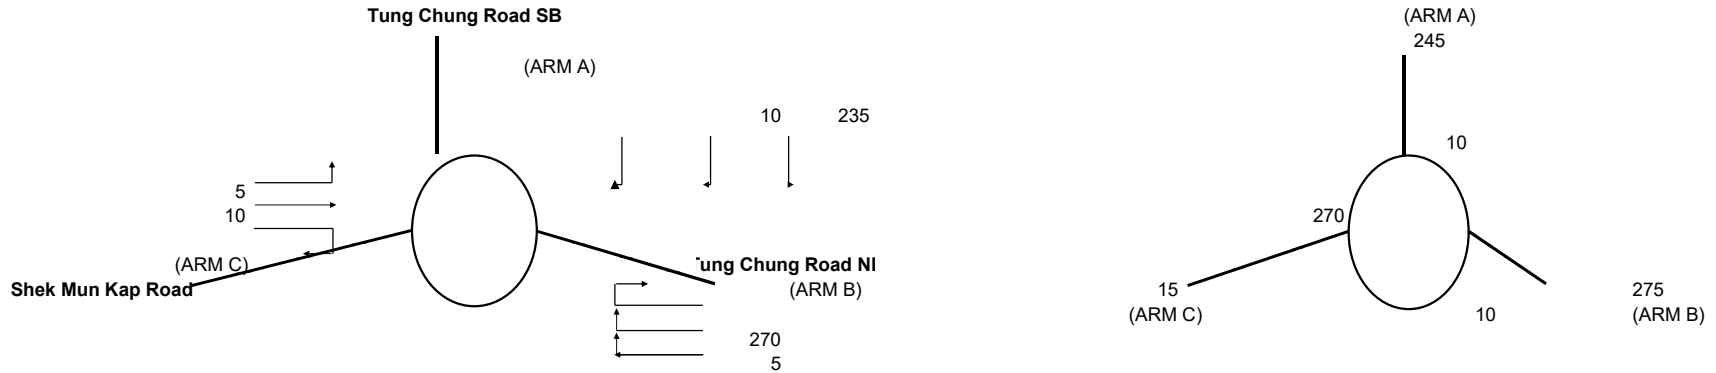 Tung Chung Road SB
(ARM A)
10 235
5
10
(ARM C)
Shek Mun Kap Road
Tung Chung Road N
(ARM B)
270
5
(ARM A)
245
10
270
15
(ARM C)
10
275
(ARM B)